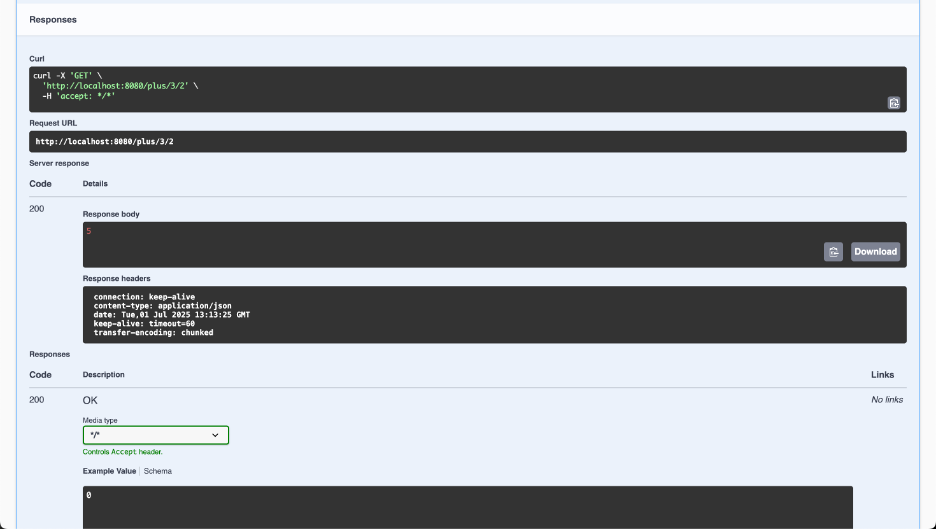 Responses
Curl
curl -X 'GET' \
'http://localhost:8080/plus/3/2' \
-H 'accept: */*'
Request URL
http://localhost:8080/plus/3/2
Server response
Code Details
200
Response body
5
Download
Response headers
connection: keep-alive
content-type: application/json
date: Tue,01 Jul 2025 13:13:25 GMT
keep-alive: timeout=60
transfer-encoding: chunked
Responses
Code Description Links
200 OK No links
Media type
*/*
Controls Accept header.
Example Value Schema
0